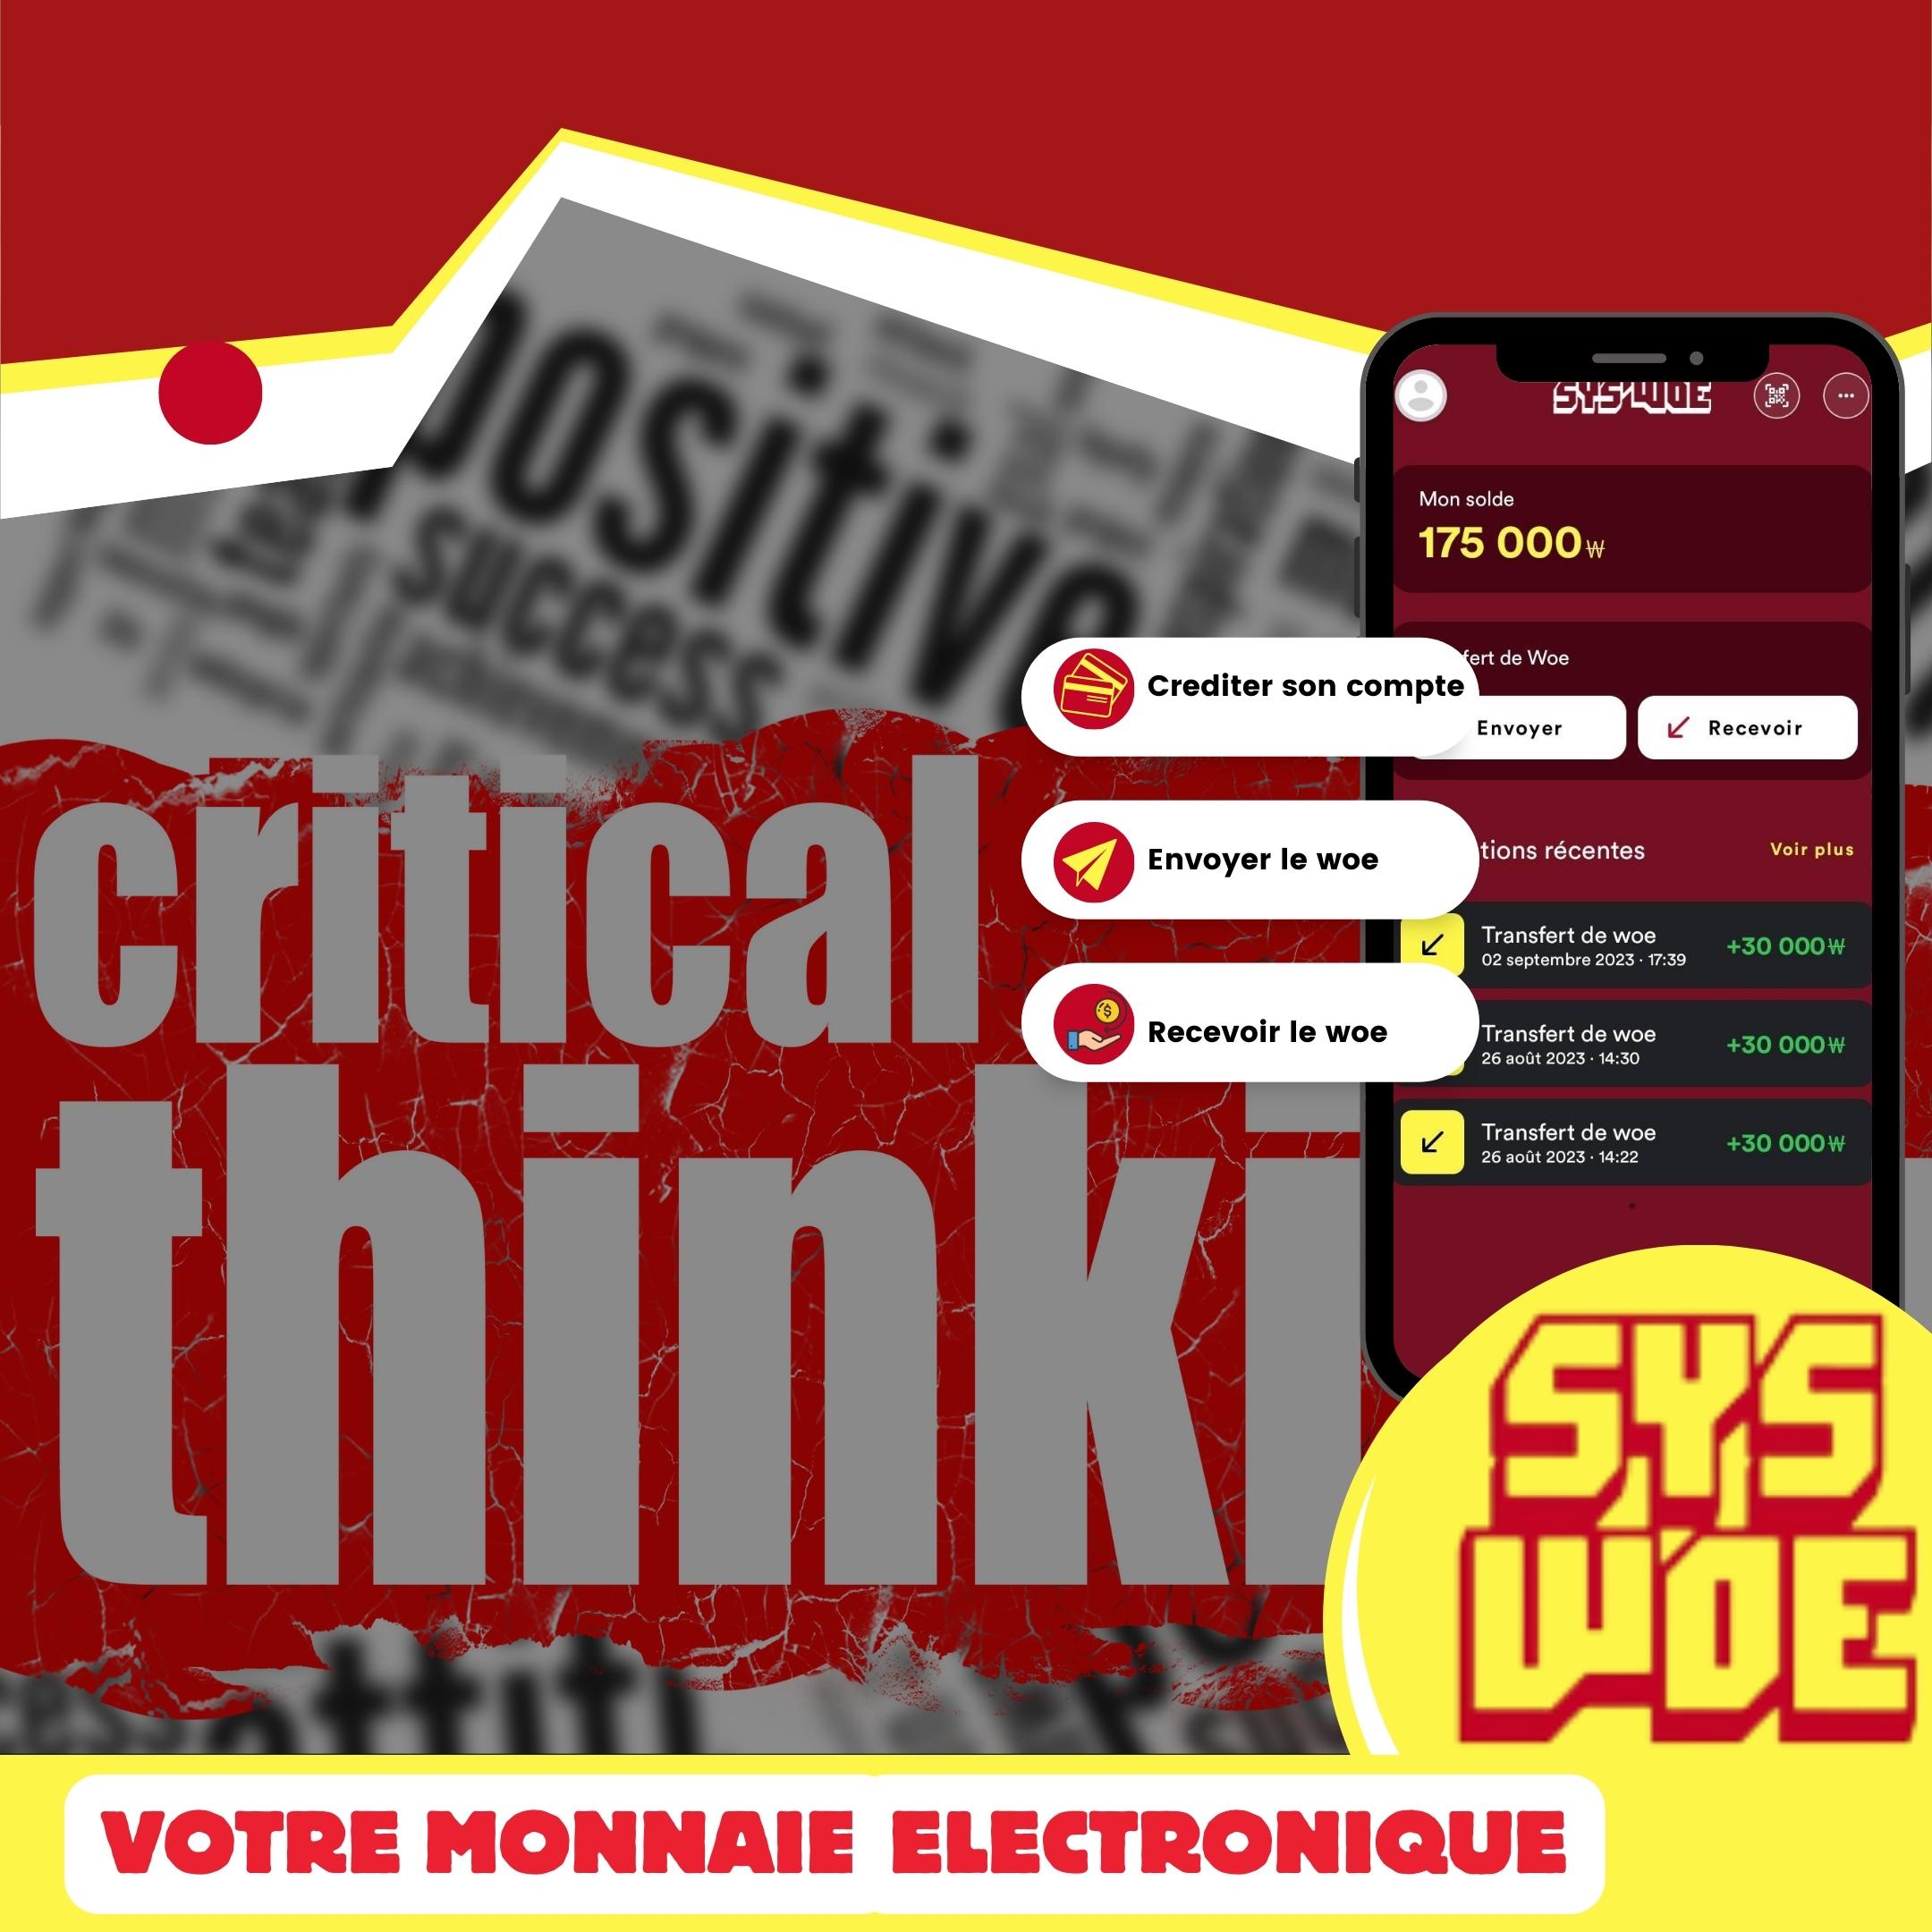 positive
success
critical
thinki
SYS WOE
Mon solde
175 000₩
fert de Woe
Envoyer
Recevoir
tions récentes
Voir plus
Transfert de woe
02 septembre 2023 · 17:39
+30 000₩
Transfert de woe
26 août 2023 · 14:30
+30 000₩
Transfert de woe
26 août 2023 · 14:22
+30 000₩
Crediter son compte
Envoyer le woe
Recevoir le woe
SYS
WOE
VOTRE MONNAIE ELECTRONIQUE